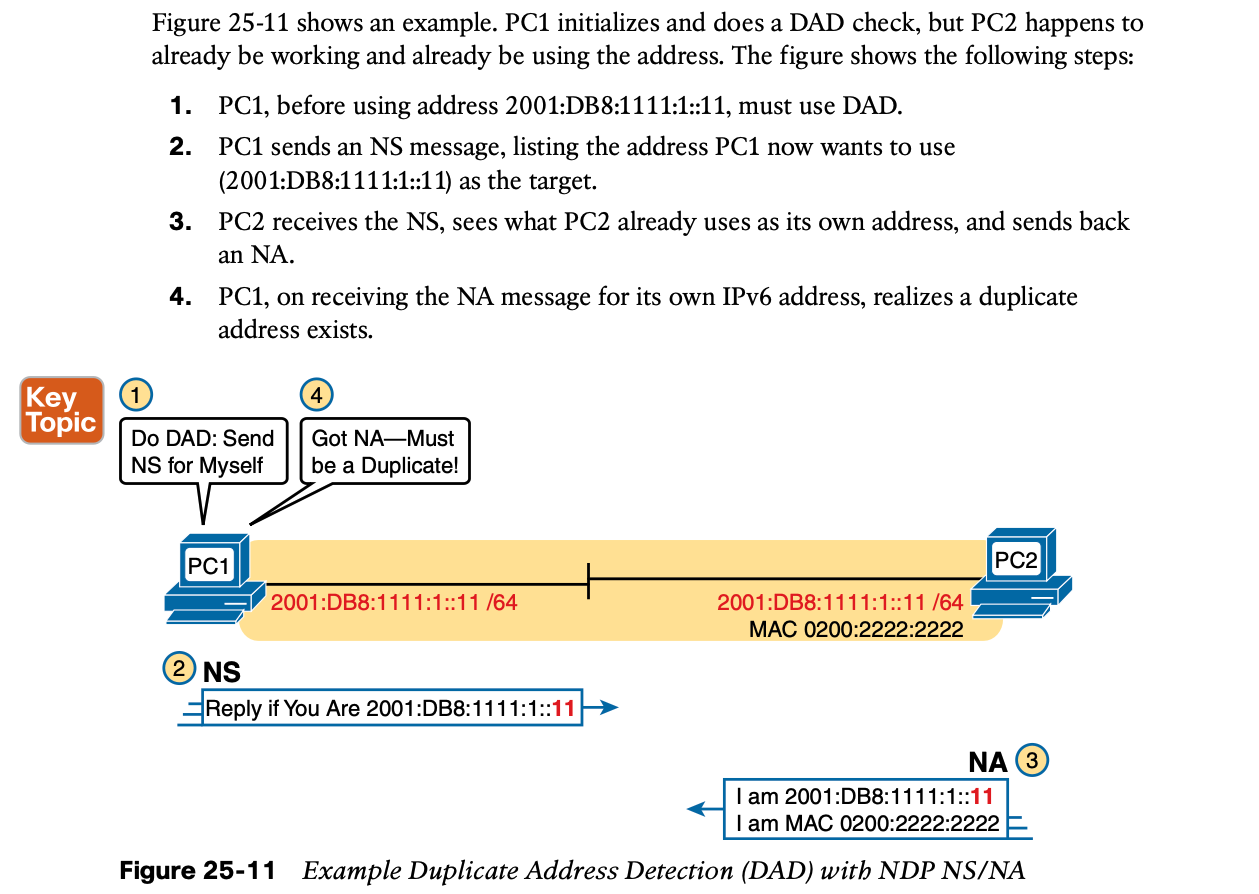 Figure 25-11 shows an example. PC1 initializes and does a DAD check, but PC2 happens to
already be working and already be using the address. The figure shows the following steps:
1. PC1, before using address 2001:DB8:1111:1::11, must use DAD.
2. PC1 sends an NS message, listing the address PC1 now wants to use
(2001:DB8:1111:1::11) as the target.
3. PC2 receives the NS, sees what PC2 already uses as its own address, and sends back
an NA.
4. PC1, on receiving the NA message for its own IPv6 address, realizes a duplicate
address exists.
Key
Topic
1
Do DAD: Send
NS for Myself
4
Got NA—Must
be a Duplicate!
PC1
PC2
2001:DB8:1111:1::11 /64
2001:DB8:1111:1::11 /64
MAC 0200:2222:2222
2 NS
Reply if You Are 2001:DB8:1111:1::11
NA 3
I am 2001:DB8:1111:1::11
I am MAC 0200:2222:2222
Figure 25-11 Example Duplicate Address Detection (DAD) with NDP NS/NA